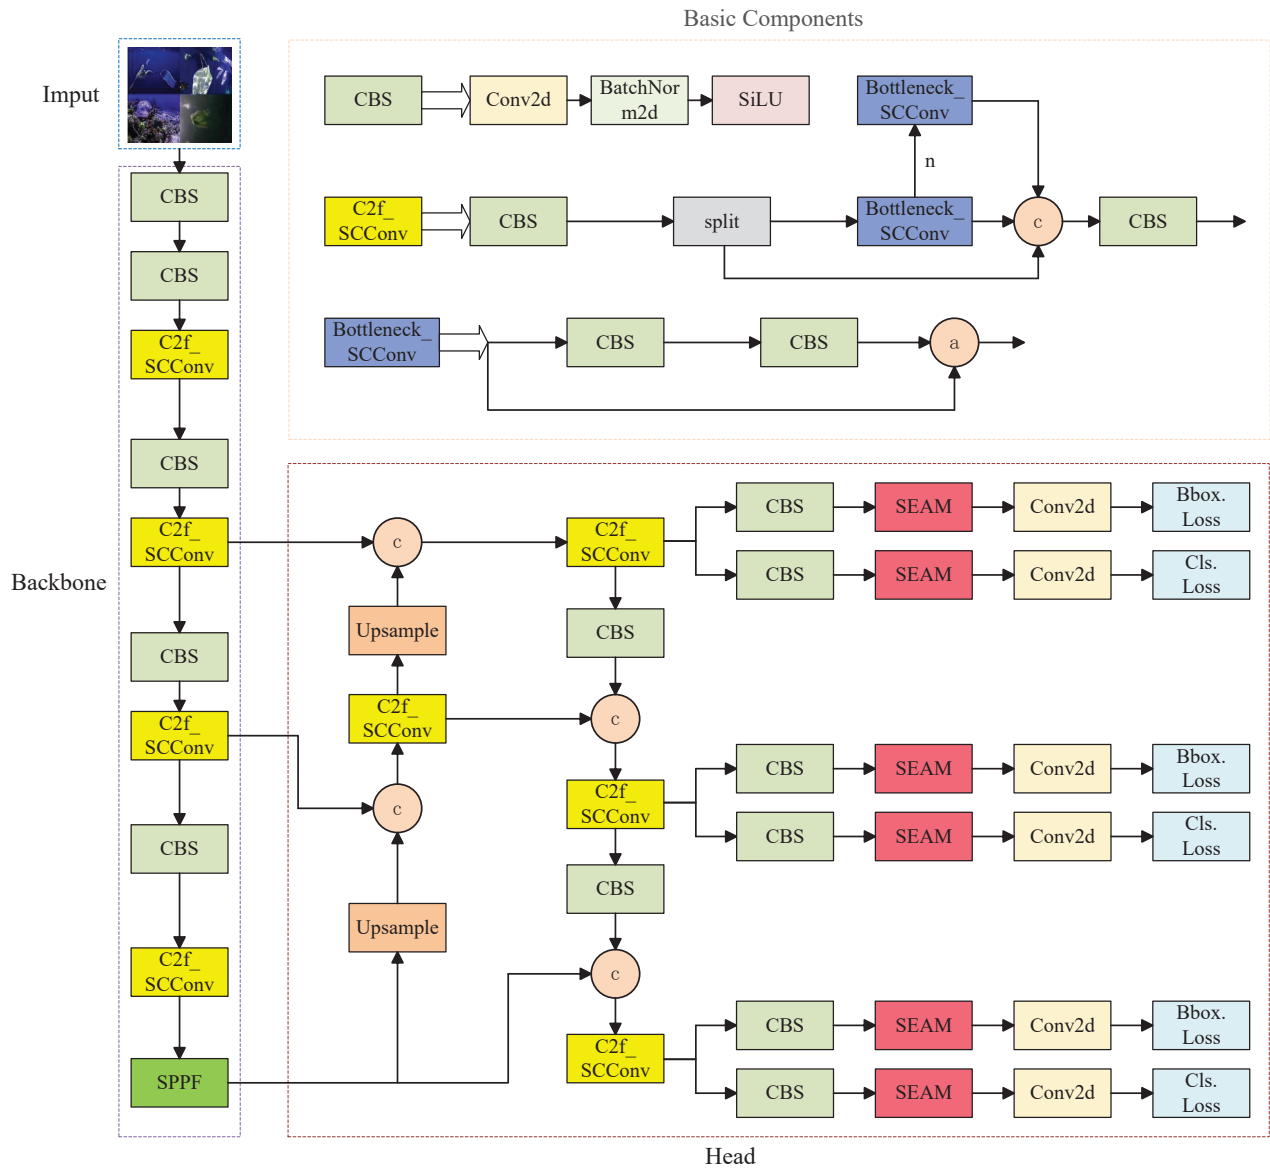 Basic Components
Imput
CBS
Conv2d
BatchNor
m2d
SiLU
Bottleneck_
SCConv
n
C2f_
SCConv
CBS
split
Bottleneck_
SCConv
c
CBS
Bottleneck_
SCConv
CBS
CBS
a
Backbone
CBS
CBS
C2f_
SCConv
CBS
C2f_
SCConv
CBS
C2f_
SCConv
CBS
C2f_
SCConv
SPPF
c
Upsample
C2f_
SCConv
c
Upsample
C2f_
SCConv
CBS
c
C2f_
SCConv
CBS
c
C2f_
SCConv
CBS
SEAM
Conv2d
Bbox.
Loss
CBS
SEAM
Conv2d
Cls.
Loss
CBS
SEAM
Conv2d
Bbox.
Loss
CBS
SEAM
Conv2d
Cls.
Loss
CBS
SEAM
Conv2d
Bbox.
Loss
CBS
SEAM
Conv2d
Cls.
Loss
Head